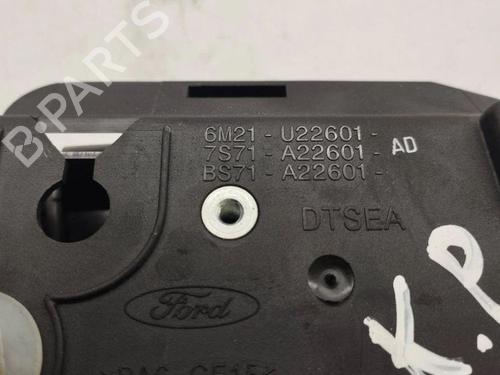 B-PARTS
6M21 - U22601 -
7S71 - A22601 - AD
BS71 - A22601 -
DTSEA
Ford
X.P